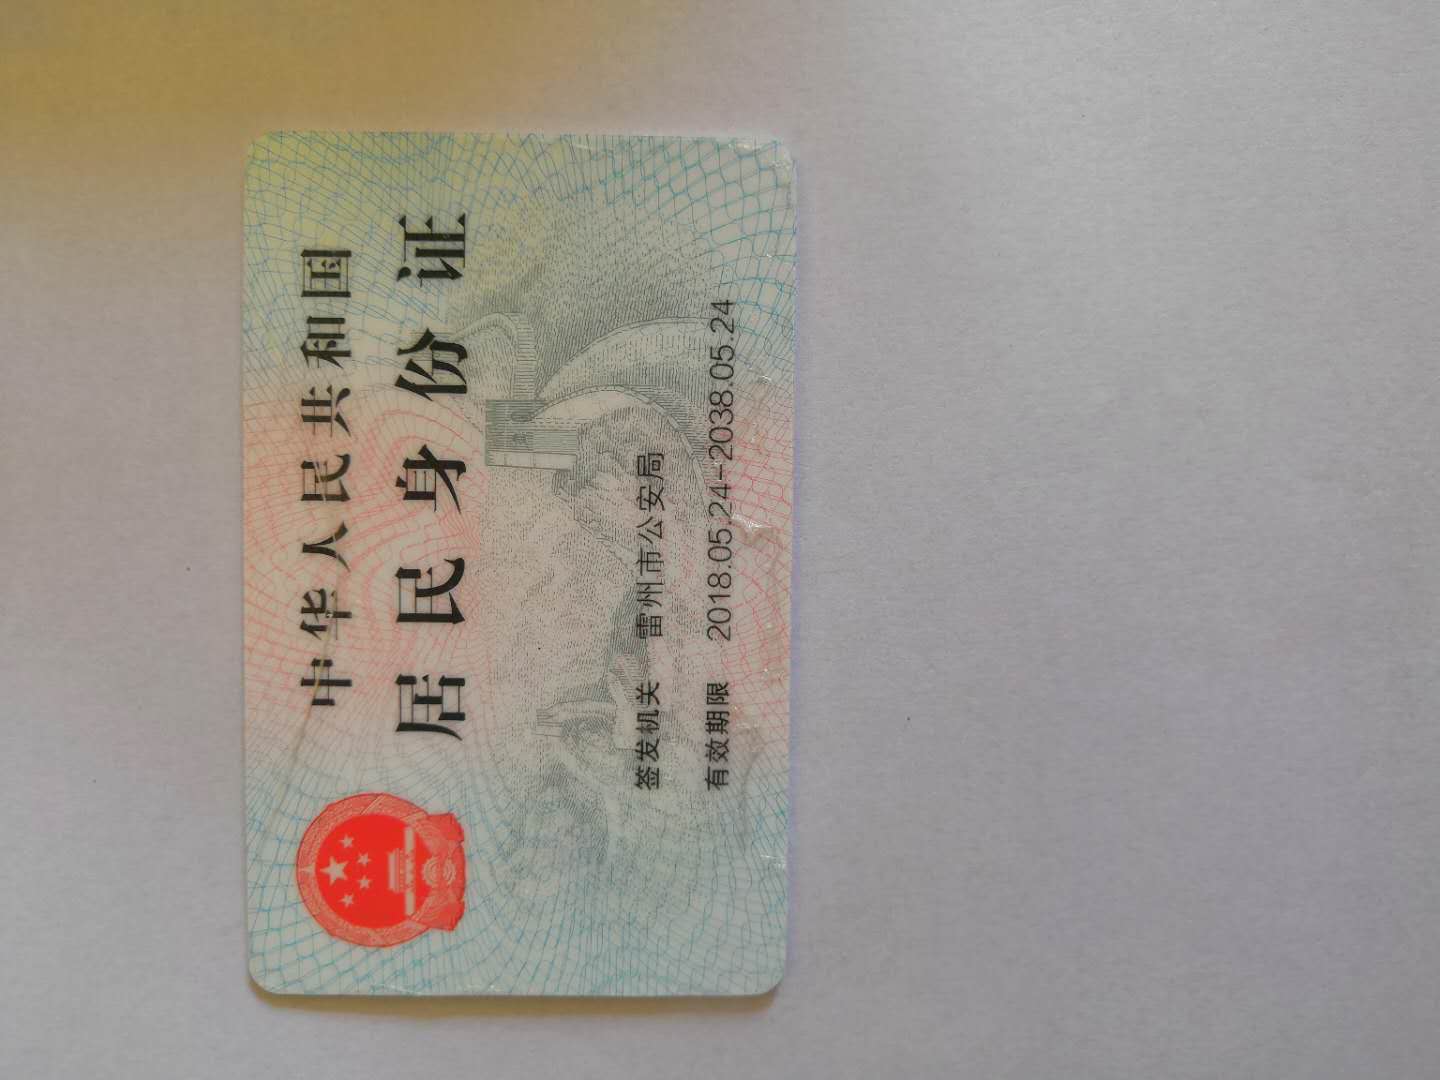 中华人民共和国
居民身份证
签发机关 雷州市公安局
有效期限 2018.05.24-2038.05.24